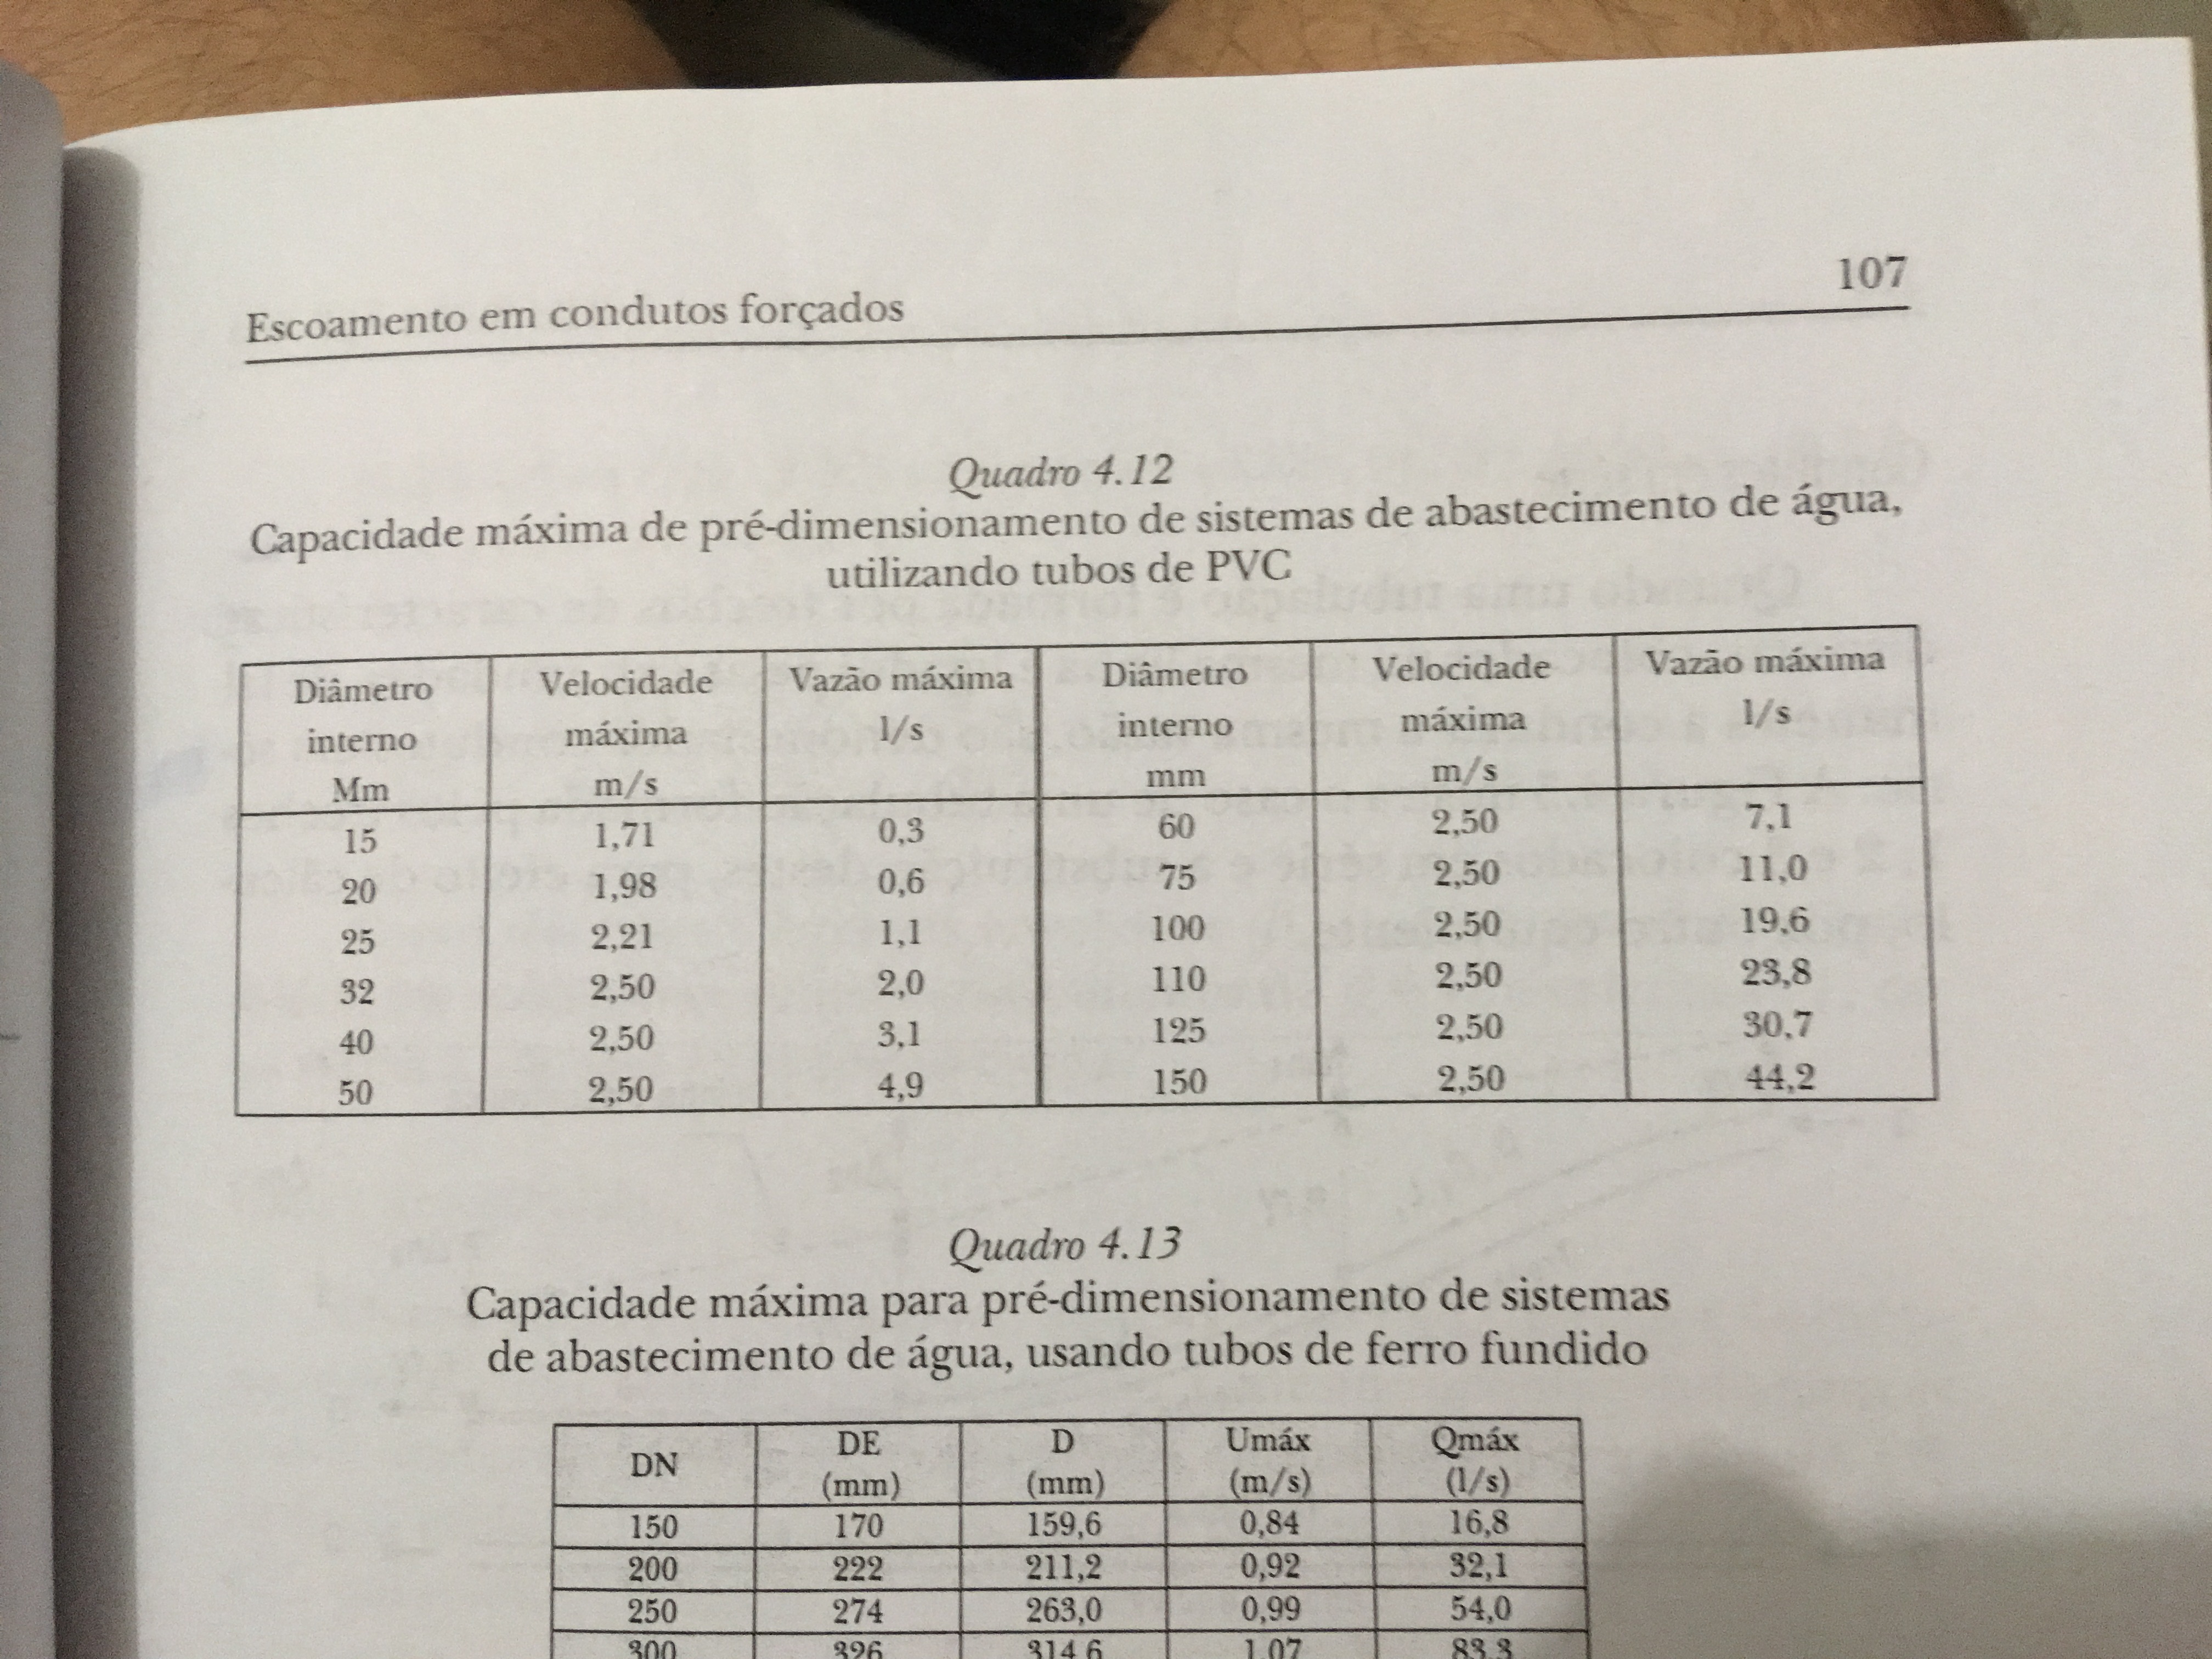 107
Escoamento em condutos forçados
Quadro 4.12
Capacidade máxima de pré-dimensionamento de sistemas de abastecimento de água,
utilizando tubos de PVC
Diâmetro interno Mm | Velocidade máxima m/s | Vazão máxima l/s | Diâmetro interno mm | Velocidade máxima m/s | Vazão máxima l/s
15 | 1,71 | 0,3 | 60 | 2,50 | 7,1
20 | 1,98 | 0,6 | 75 | 2,50 | 11,0
25 | 2,21 | 1,1 | 100 | 2,50 | 19,6
32 | 2,50 | 2,0 | 110 | 2,50 | 23,8
40 | 2,50 | 3,1 | 125 | 2,50 | 30,7
50 | 2,50 | 4,9 | 150 | 2,50 | 44,2
Quadro 4.13
Capacidade máxima para pré-dimensionamento de sistemas
de abastecimento de água, usando tubos de ferro fundido
DN | DE (mm) | D (mm) | Umáx (m/s) | Qmáx (l/s)
150 | 170 | 159,6 | 0,84 | 16,8
200 | 222 | 211,2 | 0,92 | 32,1
250 | 274 | 263,0 | 0,99 | 54,0
300 | 326 | 314,6 | 1,07 | 83,3